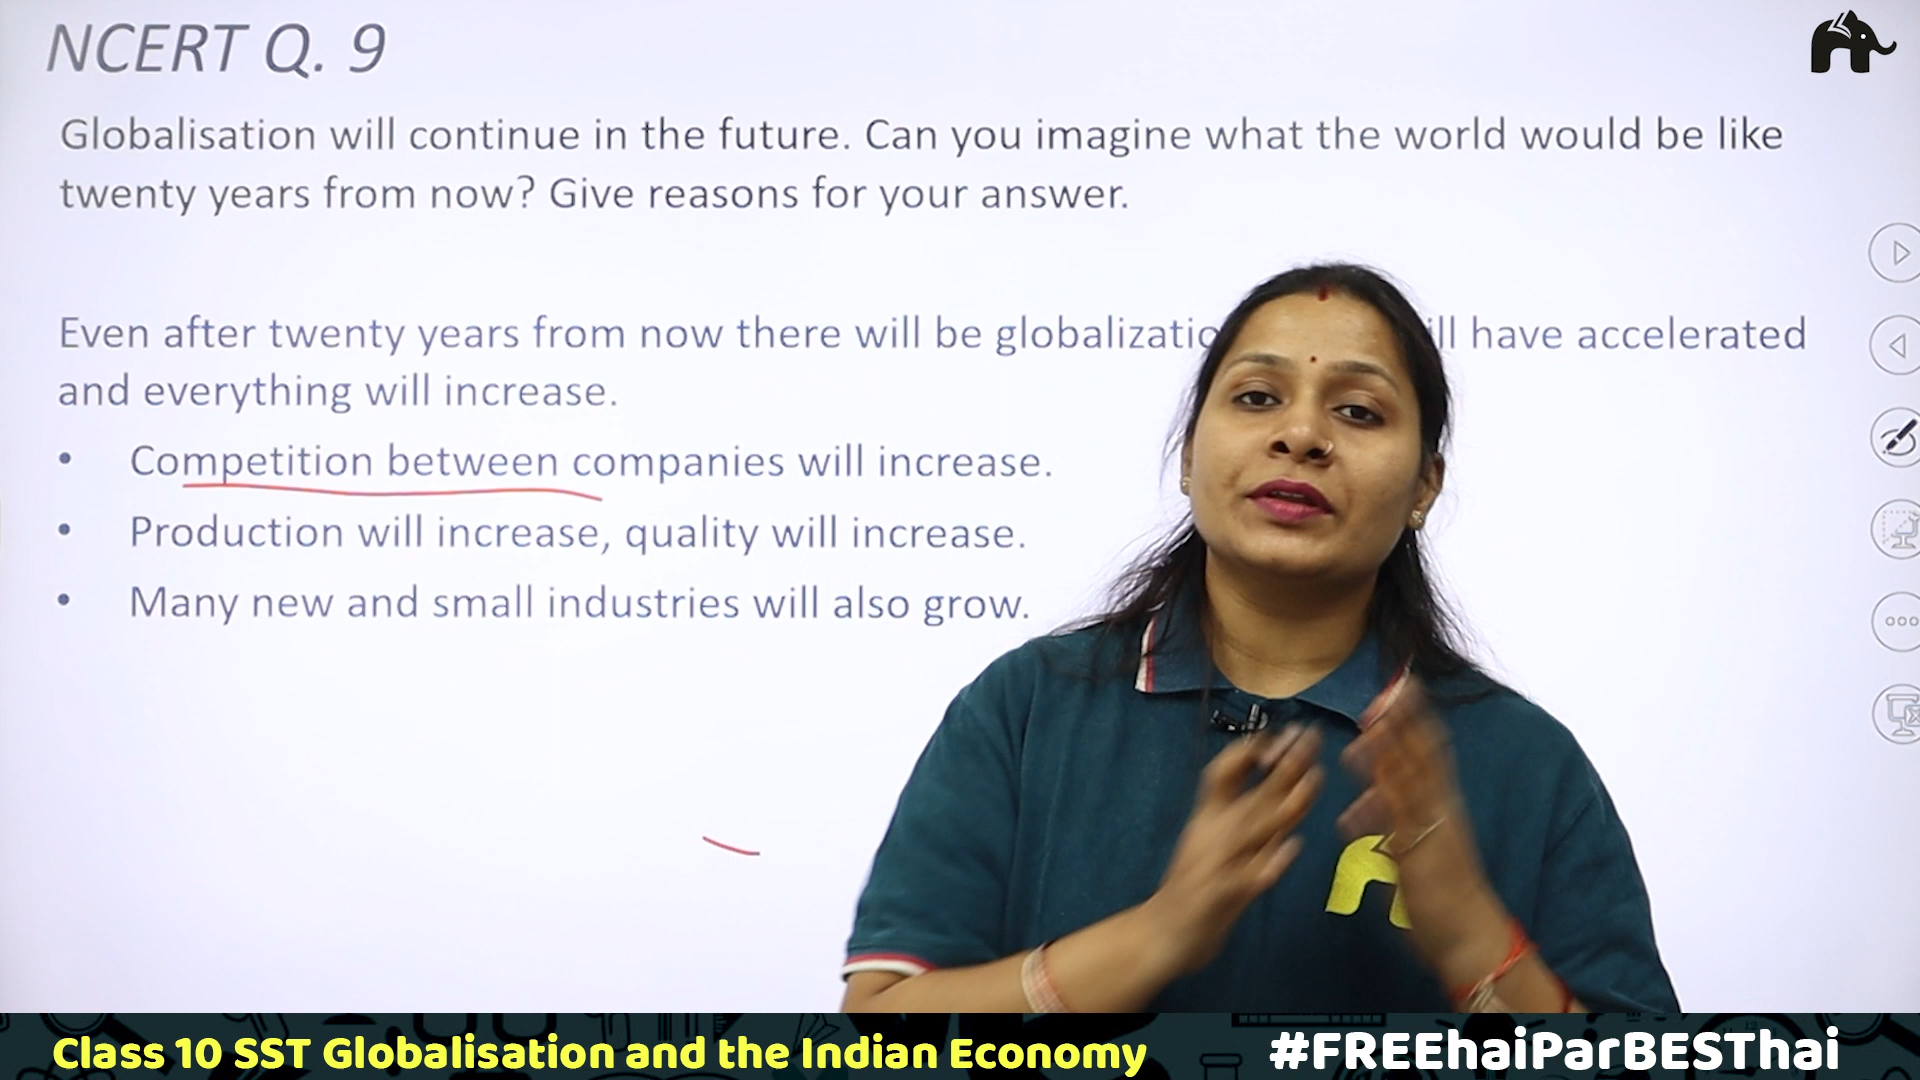 NCERT Q. 9
Globalisation will continue in the future. Can you imagine what the world would be like
twenty years from now? Give reasons for your answer.
Even after twenty years from now there will be globalizatio ill have accelerated
and everything will increase.
• Competition between companies will increase.
• Production will increase, quality will increase.
• Many new and small industries will also grow.
Class 10 SST Globalisation and the Indian Economy
#FREEhaiParBESThai